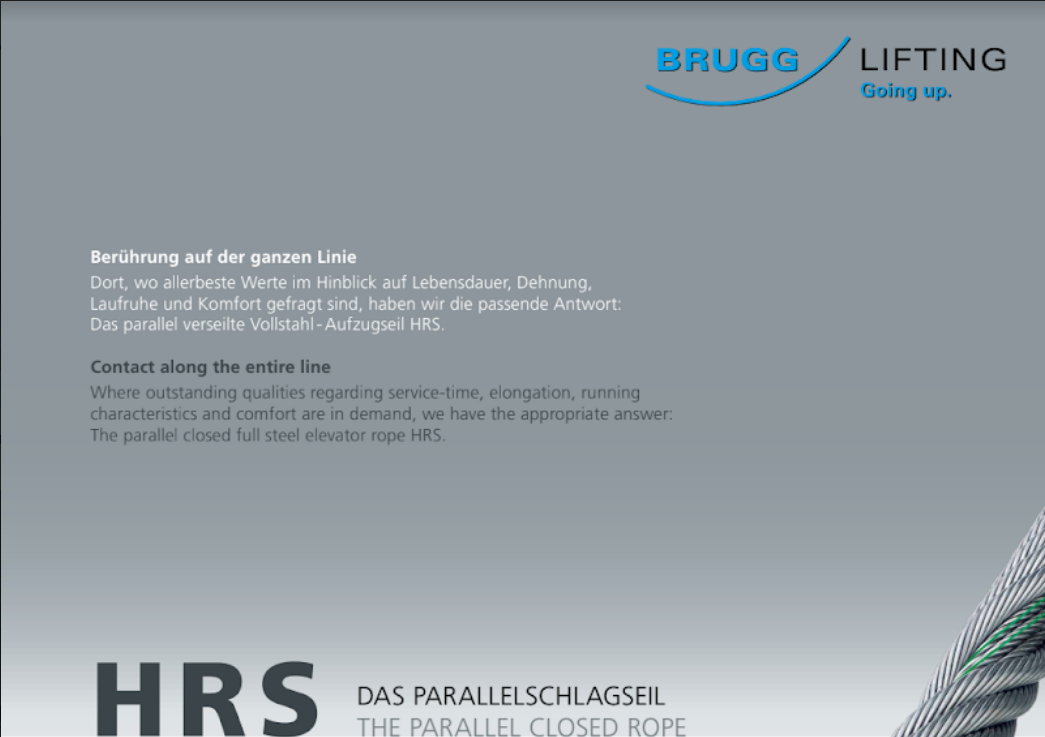 BRUGG LIFTING
Going up.
Berührung auf der ganzen Linie
Dort, wo allerbeste Werte im Hinblick auf Lebensdauer, Dehnung,
Laufruhe und Komfort gefragt sind, haben wir die passende Antwort:
Das parallel verseilte Vollstahl-Aufzugseil HRS.
Contact along the entire line
Where outstanding qualities regarding service-time, elongation, running
characteristics and comfort are in demand, we have the appropriate answer:
The parallel closed full steel elevator rope HRS.
HRS
DAS PARALLELSCHLAGSEIL
THE PARALLEL CLOSED ROPE